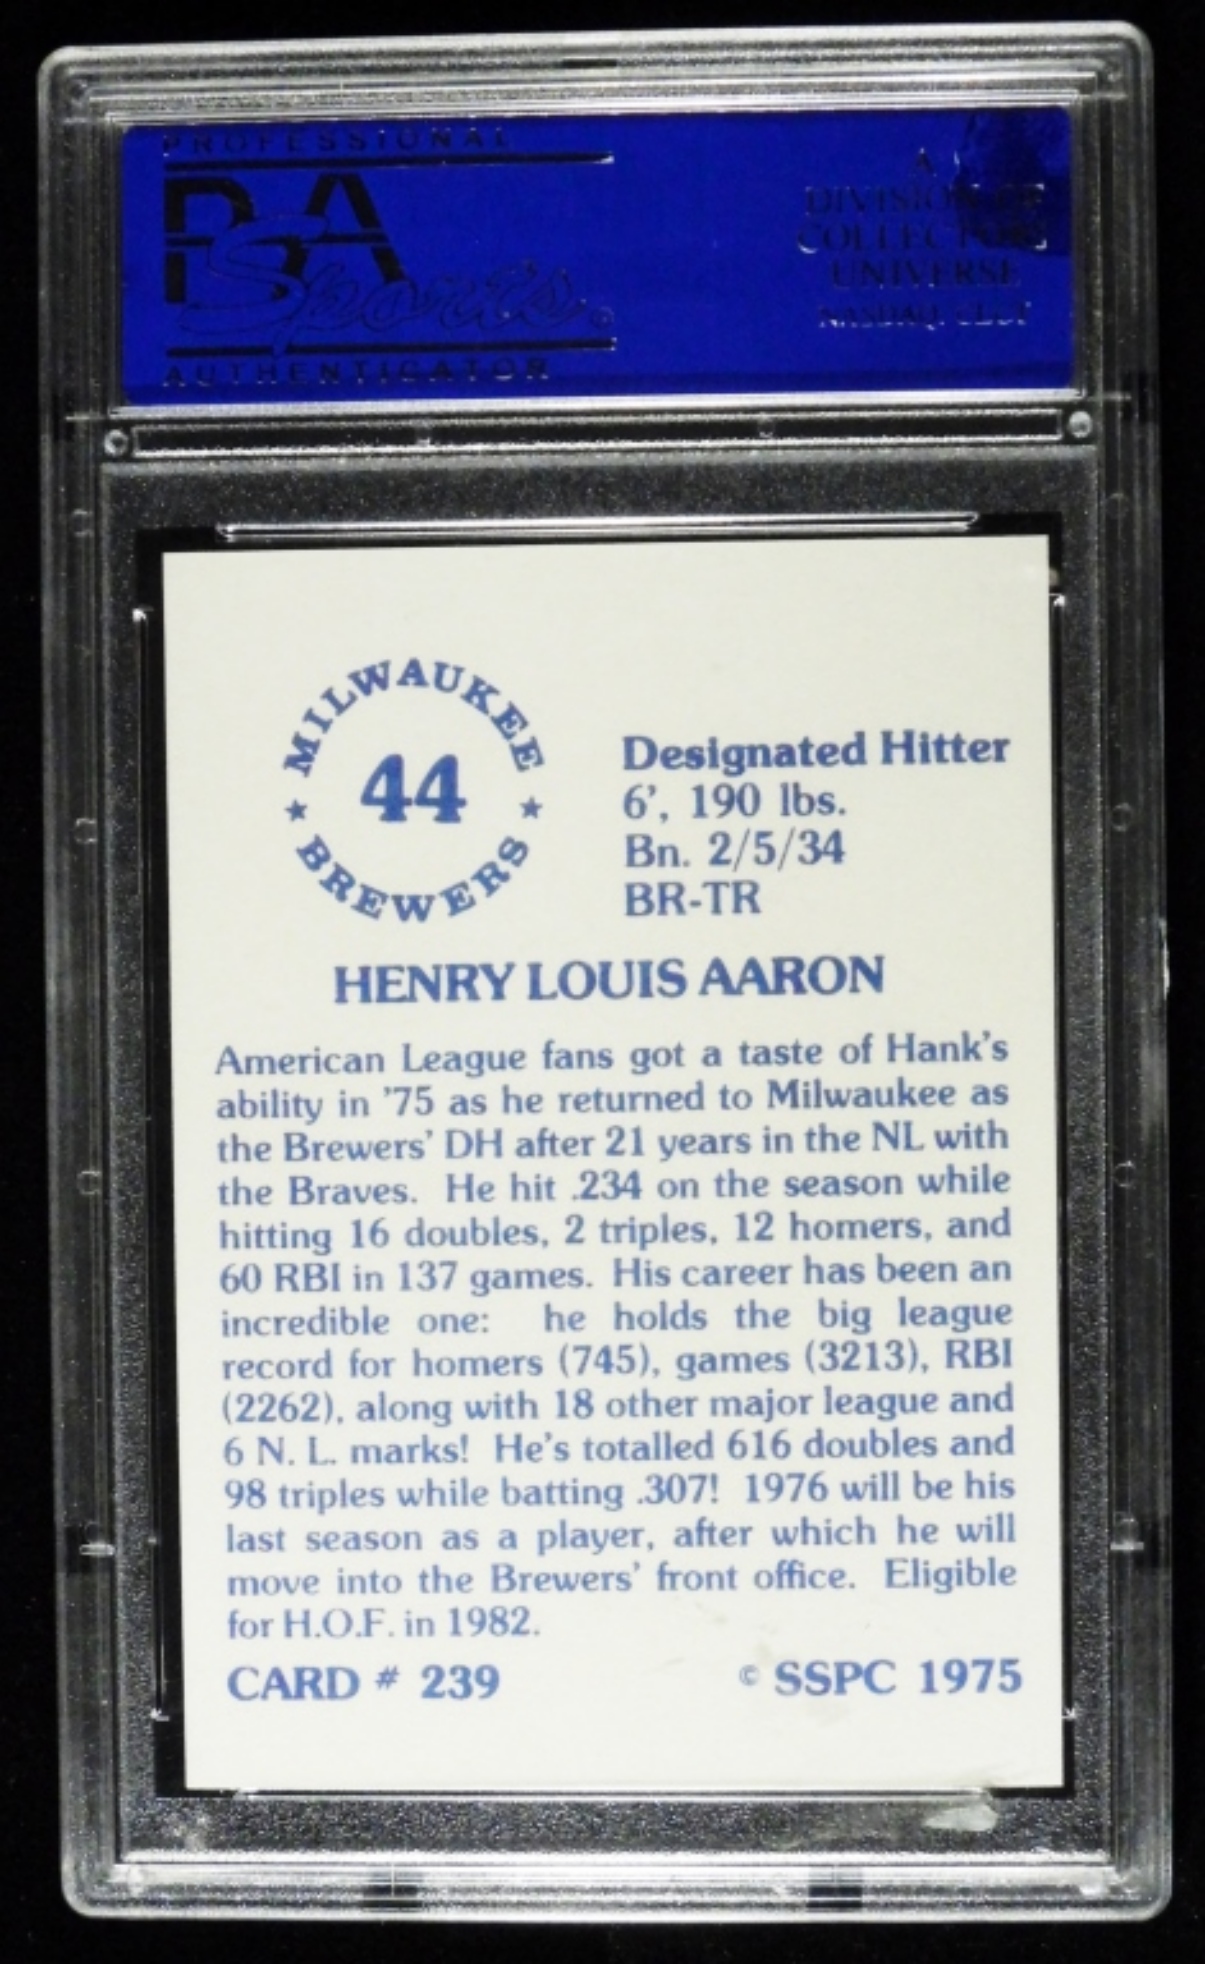 PROFESSIONAL
PSA
Sports
AUTHENTICATOR
A
DIVISION OF
COLLECTORS
UNIVERSE
NASDAQ: CLCT
MILWAUKEE
44
★ ★
BREWERS
Designated Hitter
6', 190 lbs.
Bn. 2/5/34
BR-TR
HENRY LOUIS AARON
American League fans got a taste of Hank's
ability in '75 as he returned to Milwaukee as
the Brewers' DH after 21 years in the NL with
the Braves. He hit .234 on the season while
hitting 16 doubles, 2 triples, 12 homers, and
60 RBI in 137 games. His career has been an
incredible one: he holds the big league
record for homers (745), games (3213), RBI
(2262), along with 18 other major league and
6 N. L. marks! He's totalled 616 doubles and
98 triples while batting .307! 1976 will be his
last season as a player, after which he will
move into the Brewers' front office. Eligible
for H.O.F. in 1982.
CARD # 239
© SSPC 1975